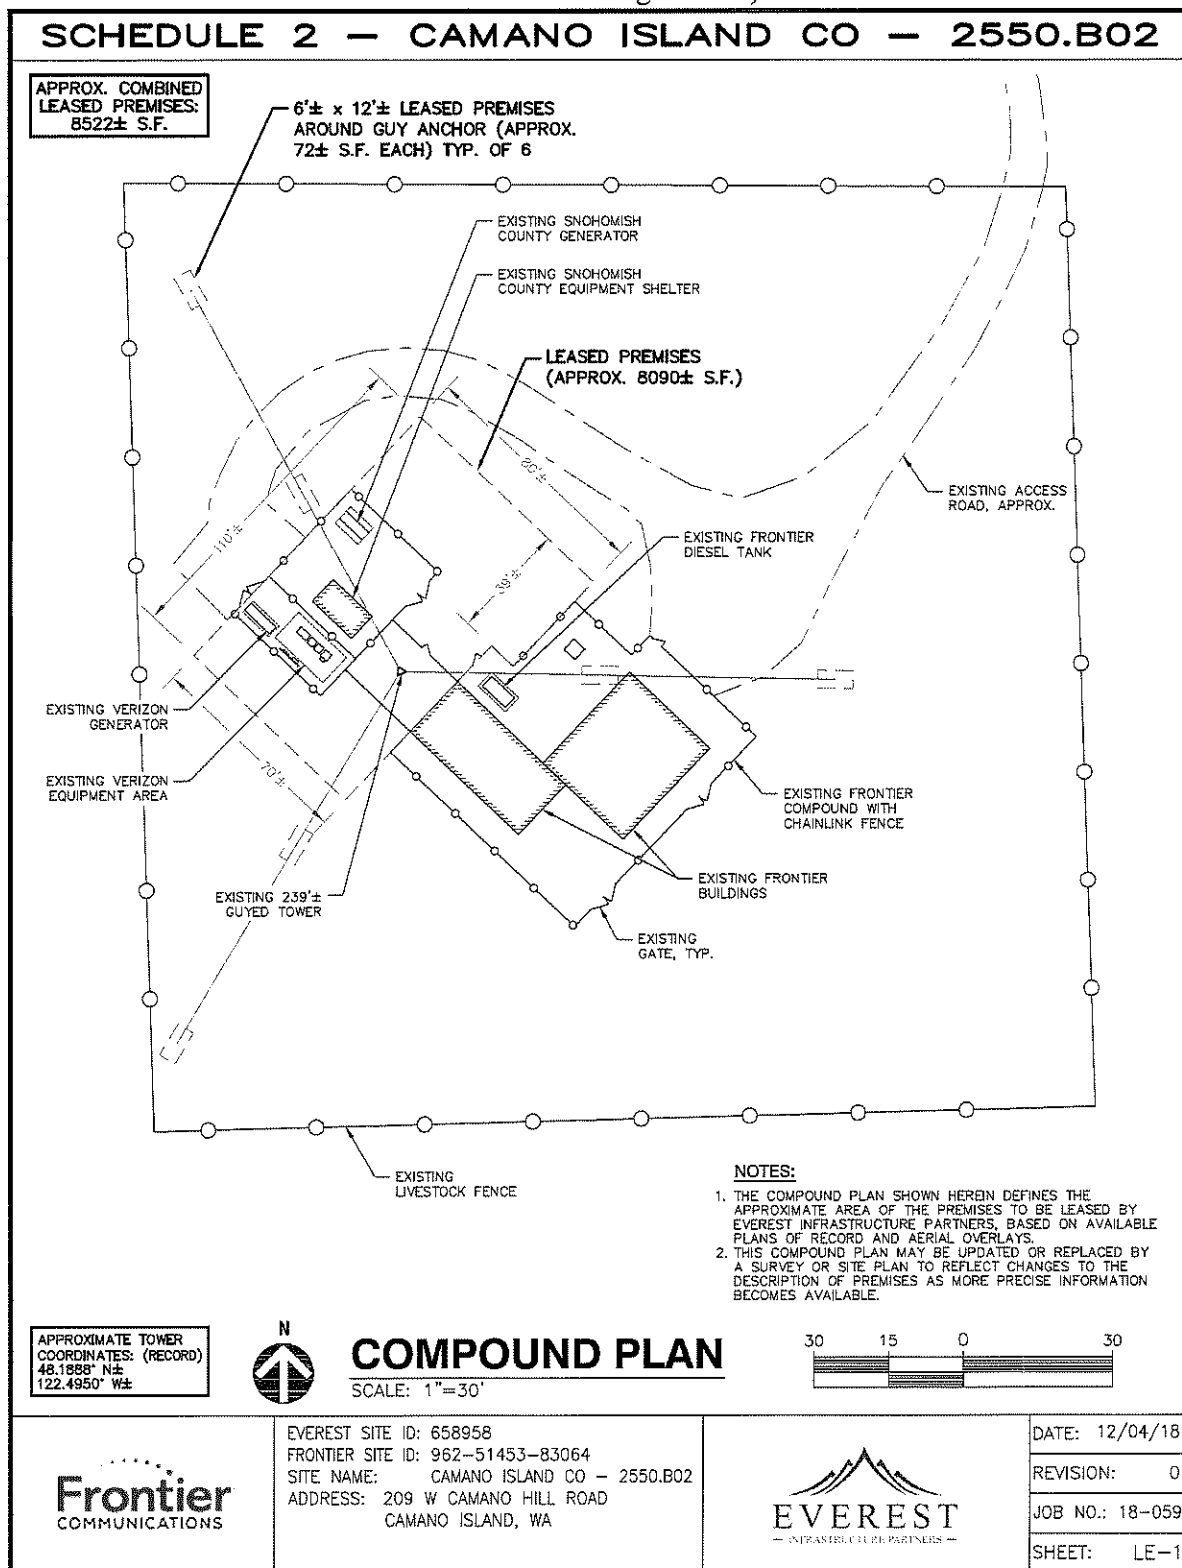 SCHEDULE 2 — CAMANO ISLAND CO — 2550.B02
APPROX. COMBINED
LEASED PREMISES:
8522± S.F.
6'± x 12'± LEASED PREMISES
AROUND GUY ANCHOR (APPROX.
72± S.F. EACH) TYP. OF 6
EXISTING SNOHOMISH
COUNTY GENERATOR
EXISTING SNOHOMISH
COUNTY EQUIPMENT SHELTER
LEASED PREMISES
(APPROX. 8090± S.F.)
80'±
EXISTING ACCESS
ROAD, APPROX.
110'±
EXISTING FRONTIER
DIESEL TANK
39'±
EXISTING VERIZON
GENERATOR
70'±
EXISTING VERIZON
EQUIPMENT AREA
EXISTING FRONTIER
COMPOUND WITH
CHAINLINK FENCE
EXISTING FRONTIER
BUILDINGS
EXISTING 239'±
GUYED TOWER
EXISTING
GATE, TYP.
EXISTING
LIVESTOCK FENCE
NOTES:
1. THE COMPOUND PLAN SHOWN HEREIN DEFINES THE
APPROXIMATE AREA OF THE PREMISES TO BE LEASED BY
EVEREST INFRASTRUCTURE PARTNERS, BASED ON AVAILABLE
PLANS OF RECORD AND AERIAL OVERLAYS.
2. THIS COMPOUND PLAN MAY BE UPDATED OR REPLACED BY
A SURVEY OR SITE PLAN TO REFLECT CHANGES TO THE
DESCRIPTION OF PREMISES AS MORE PRECISE INFORMATION
BECOMES AVAILABLE.
APPROXIMATE TOWER
COORDINATES: (RECORD)
48.1888° N±
122.4950° W±
N
COMPOUND PLAN
SCALE: 1"=30'
30 15 0 30
Frontier
COMMUNICATIONS
EVEREST SITE ID: 658958
FRONTIER SITE ID: 962-51453-83064
SITE NAME: CAMANO ISLAND CO - 2550.B02
ADDRESS: 209 W CAMANO HILL ROAD
CAMANO ISLAND, WA
EVEREST
— INFRASTRUCTURE PARTNERS —
DATE: 12/04/18
REVISION: 0
JOB NO.: 18-059
SHEET: LE-1